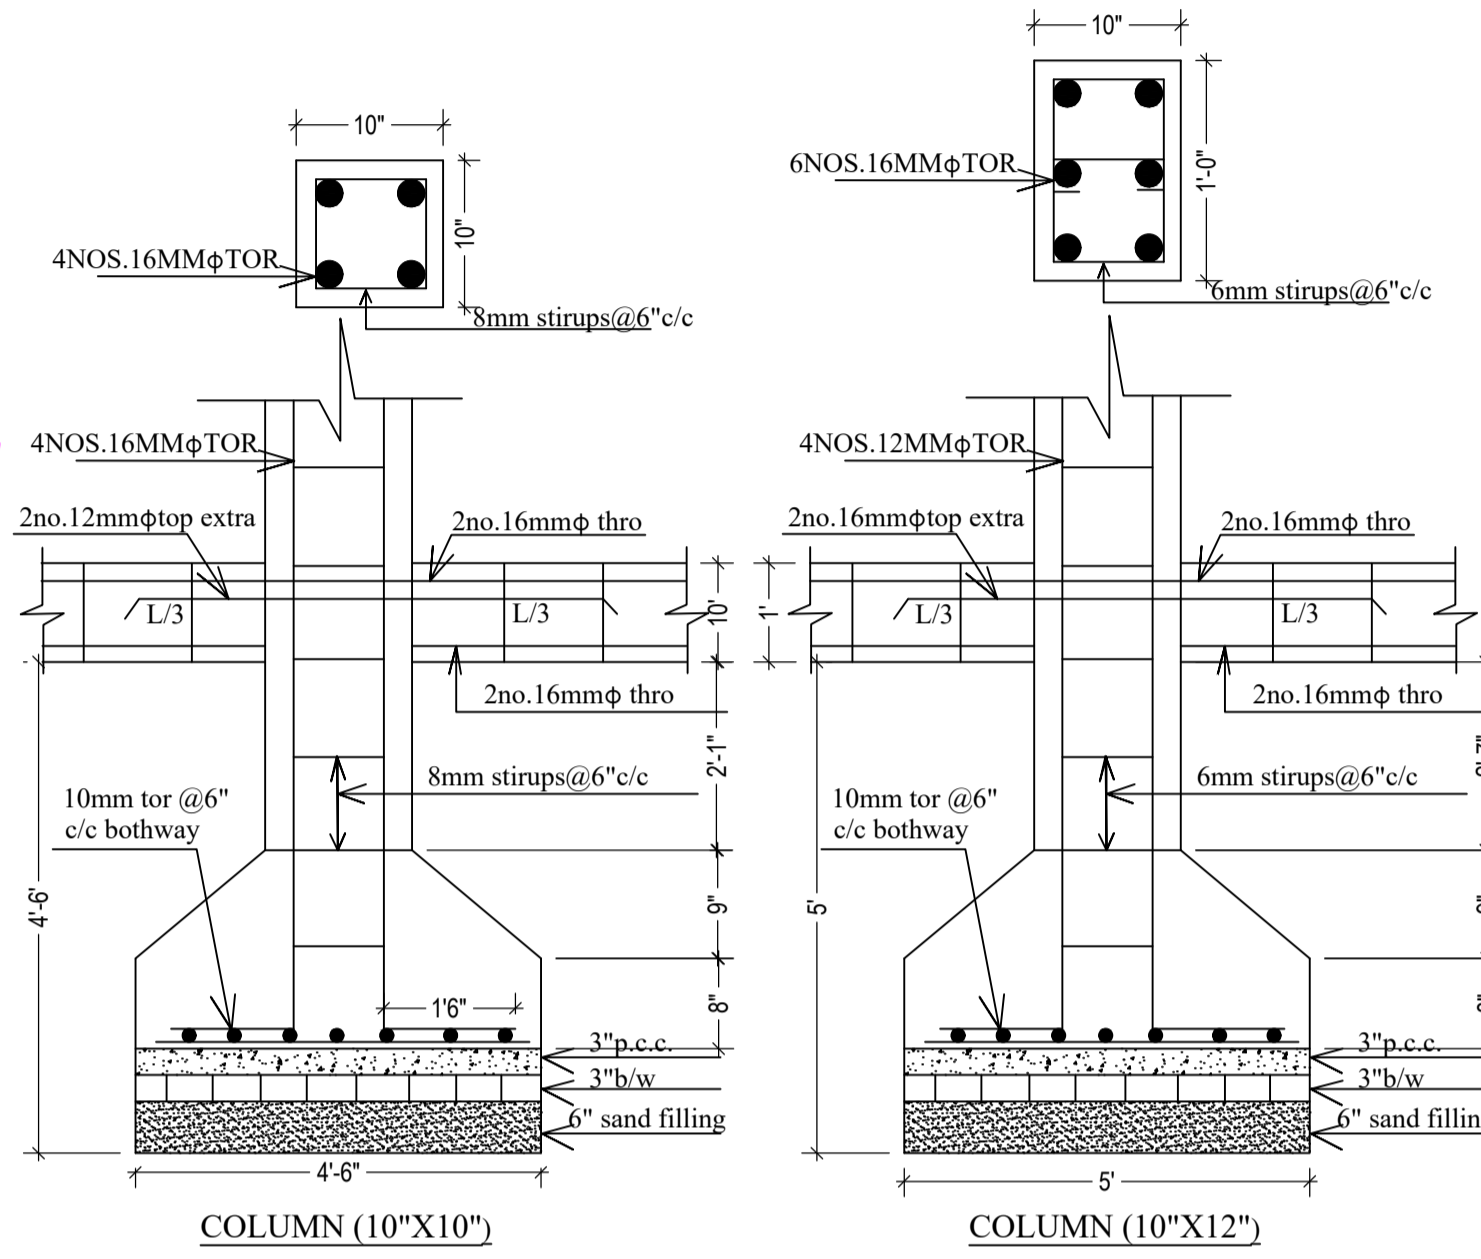 10"
10"
4NOS.16MMϕTOR
8mm stirups@6"c/c
4NOS.16MMϕTOR
2no.12mmϕtop extra
2no.16mmϕ thro
L/3
L/3
10'
2no.16mmϕ thro
2'-1"
8mm stirups@6"c/c
10mm tor @6"
c/c bothway
4'-6'
9"
8"
1'6"
3"p.c.c.
3"b/w
6" sand filling
4'-6"
COLUMN (10"X10")
10"
1'-0"
6NOS.16MMϕTOR
6mm stirups@6"c/c
4NOS.12MMϕTOR
2no.16mmϕtop extra
2no.16mmϕ thro
1'
L/3
L/3
2no.16mmϕ thro
6mm stirups@6"c/c
10mm tor @6"
c/c bothway
5'
3"p.c.c.
3"b/w
6" sand fillin
5'
COLUMN (10"X12")